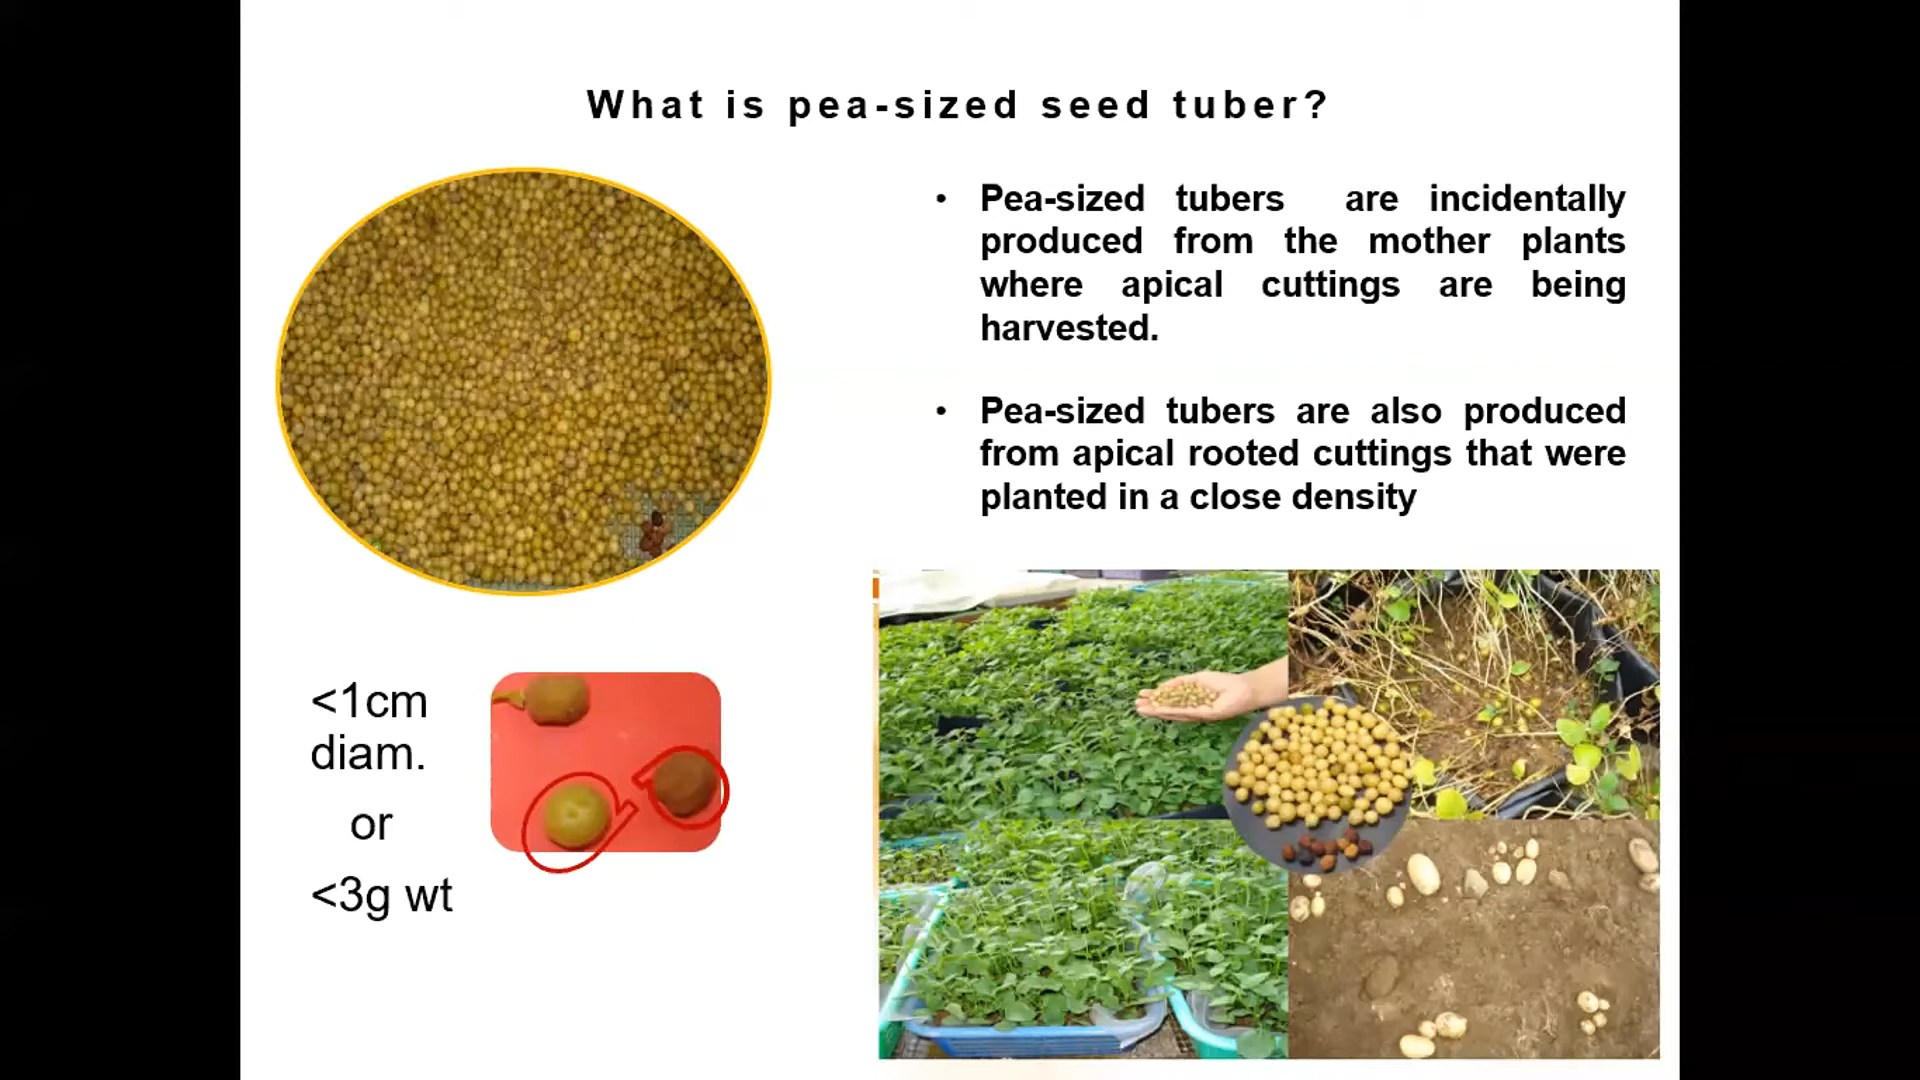 What is pea-sized seed tuber?
• Pea-sized tubers are incidentally
produced from the mother plants
where apical cuttings are being
harvested.
• Pea-sized tubers are also produced
from apical rooted cuttings that were
planted in a close density
<1cm
diam.
or
<3g wt